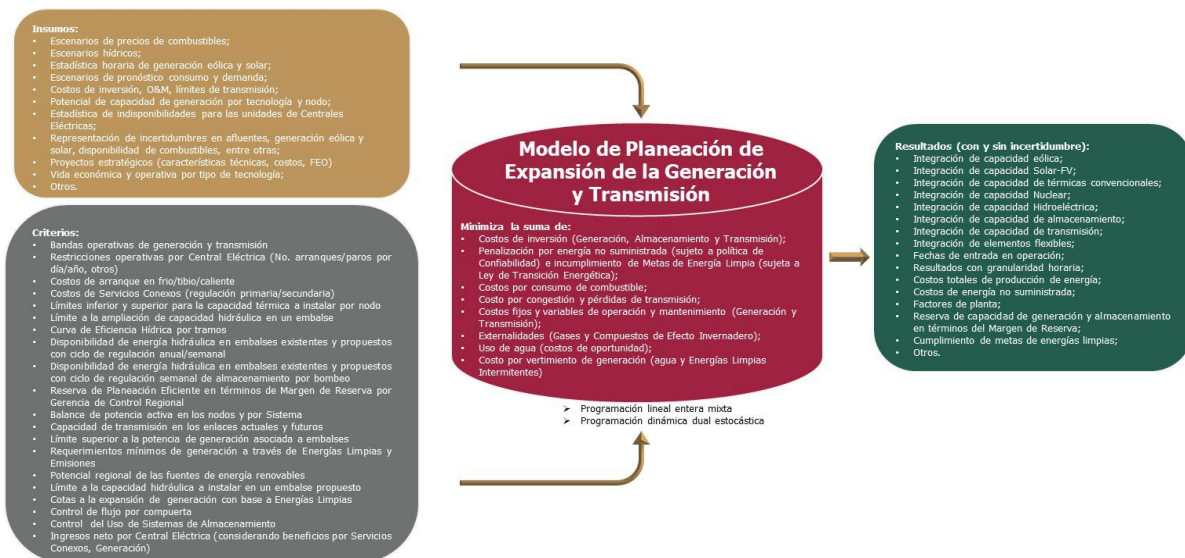 Insumos:
• Escenarios de precios de combustibles;
• Escenarios hídricos;
• Estadística horaria de generación eólica y solar;
• Escenarios de pronóstico consumo y demanda;
• Costos de inversión, O&M, límites de transmisión;
• Potencial de capacidad de generación por tecnología y nodo;
• Estadística de indisponibilidades para las unidades de Centrales
Eléctricas;
• Representación de incertidumbres en afluentes, generación eólica y
solar, disponibilidad de combustibles, entre otras;
• Proyectos estratégicos (características técnicas, costos, FEO)
• Vida económica y operativa por tipo de tecnología;
• Otros.
Criterios:
• Bandas operativas de generación y transmisión
• Restricciones operativas por Central Eléctrica (No. arranques/paros por
día/año, otros)
• Costos de arranque en frio/tibio/caliente
• Costos de Servicios Conexos (regulación primaria/secundaria)
• Límites inferior y superior para la capacidad térmica a instalar por nodo
• Límite a la ampliación de capacidad hidráulica en un embalse
• Curva de Eficiencia Hídrica por tramos
• Disponibilidad de energía hidráulica en embalses existentes y propuestos
con ciclo de regulación anual/semanal
• Disponibilidad de energía hidráulica en embalses existentes y propuestos
con ciclo de regulación semanal de almacenamiento por bombeo
• Reserva de Planeación Eficiente en términos de Margen de Reserva por
Gerencia de Control Regional
• Balance de potencia activa en los nodos y por Sistema
• Capacidad de transmisión en los enlaces actuales y futuros
• Límite superior a la potencia de generación asociada a embalses
• Requerimientos mínimos de generación a través de Energías Limpias y
Emisiones
• Potencial regional de las fuentes de energía renovables
• Límite a la capacidad hidráulica a instalar en un embalse propuesto
• Cotas a la expansión de generación con base a Energías Limpias
• Control de flujo por compuerta
• Control del Uso de Sistemas de Almacenamiento
• Ingresos neto por Central Eléctrica (considerando beneficios por Servicios
Conexos, Generación)
Modelo de Planeación de
Expansión de la Generación
y Transmisión
Minimiza la suma de:
• Costos de inversión (Generación, Almacenamiento y Transmisión);
• Penalización por energía no suministrada (sujeto a política de
Confiabilidad) e incumplimiento de Metas de Energía Limpia (sujeta a
Ley de Transición Energética);
• Costos por consumo de combustible;
• Costo por congestión y pérdidas de transmisión;
• Costos fijos y variables de operación y mantenimiento (Generación y
Transmisión);
• Externalidades (Gases y Compuestos de Efecto Invernadero);
• Uso de agua (costos de oportunidad);
• Costo por vertimiento de generación (agua y Energías Limpias
Intermitentes)
➢ Programación lineal entera mixta
➢ Programación dinámica dual estocástica
Resultados (con y sin incertidumbre):
• Integración de capacidad eólica;
• Integración de capacidad Solar-FV;
• Integración de capacidad de térmicas convencionales;
• Integración de capacidad Nuclear;
• Integración de capacidad Hidroeléctrica;
• Integración de capacidad de almacenamiento;
• Integración de capacidad de transmisión;
• Integración de elementos flexibles;
• Fechas de entrada en operación;
• Resultados con granularidad horaria;
• Costos totales de producción de energía;
• Costos de energía no suministrada;
• Factores de planta;
• Reserva de capacidad de generación y almacenamiento
en términos del Margen de Reserva;
• Cumplimiento de metas de energías limpias;
• Otros.